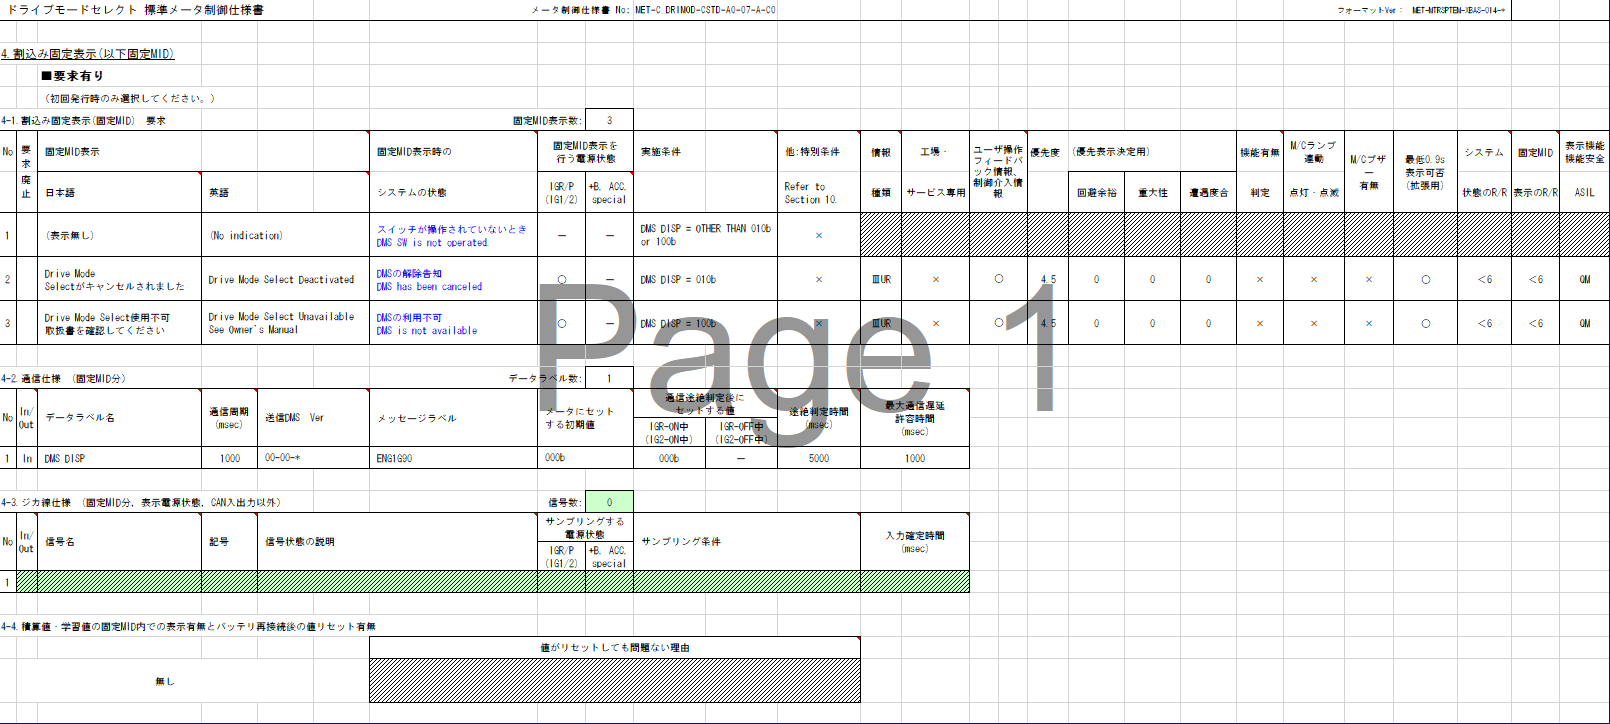 ドライブモードセレクト 標準メータ制御仕様書 メータ制御仕様書 No: MET-C_DRIMOD-CSTD-A0-07-A-C0 フォーマットVer： MET-MTRSPTEM-XBAS-014-*
4.割込み固定表示(以下固定MID)
■要求有り
（初回発行時のみ選択してください。）
4-1.割込み固定表示(固定MID) 要求 固定MID表示数: 3
No 要求廃止 固定MID表示 固定MID表示時の 固定MID表示を行う電源状態 実施条件 他:特別条件 情報 工場・ ユーザ操作フィードバック情報、制御介入情報 優先度 (優先表示決定用) 機能有無 M/Cランプ連動 M/Cブザー有無 最低0.9s表示可否(拡張用) システム 固定MID 表示機能機能安全
日本語 英語 システムの状態 IGR/P (IG1/2) +B, ACC, special Refer to Section 10. 種類 サービス専用 回避余裕 重大性 遭遇度合 判定 点灯・点滅 状態のR/R 表示のR/R ASIL
1 (表示無し) (No indication) スイッチが操作されていないとき DMS SW is not operated. － － DMS DISP = OTHER THAN 010b or 100b ×
2 Drive Mode Selectがキャンセルされました Drive Mode Select Deactivated DMSの解除告知 DMS has been canceled ○ － DMS DISP = 010b × ⅢUR × ○ 4.5 0 0 0 × × × ○ <6 <6 QM
3 Drive Mode Select使用不可 取扱書を確認してください Drive Mode Select Unavailable See Owner's Manual DMSの利用不可 DMS is not available ○ － DMS DISP = 100b × ⅢUR × ○ 4.5 0 0 0 × × × ○ <6 <6 QM
Page 1
4-2.通信仕様 (固定MID分) データラベル数: 1
No In/Out データラベル名 通信周期(msec) 送信DMS Ver メッセージラベル メータにセットする初期値 通信途絶判定後にセットする値 途絶判定時間(msec) 最大通信遅延許容時間(msec)
IGR-ON中 (IG2-ON中) IGR-OFF中 (IG2-OFF中)
1 In DMS DISP 1000 00-00-* ENG1G90 000b 000b － 5000 1000
4-3.ジカ線仕様 (固定MID分, 表示電源状態, CAN入出力以外) 信号数: 0
No In/Out 信号名 記号 信号状態の説明 サンプリングする電源状態 サンプリング条件 入力確定時間(msec)
IGR/P (IG1/2) +B, ACC, special
1
4-4.積算値・学習値の固定MID内での表示有無とバッテリ再接続後の値リセット有無
値がリセットしても問題ない理由
無し